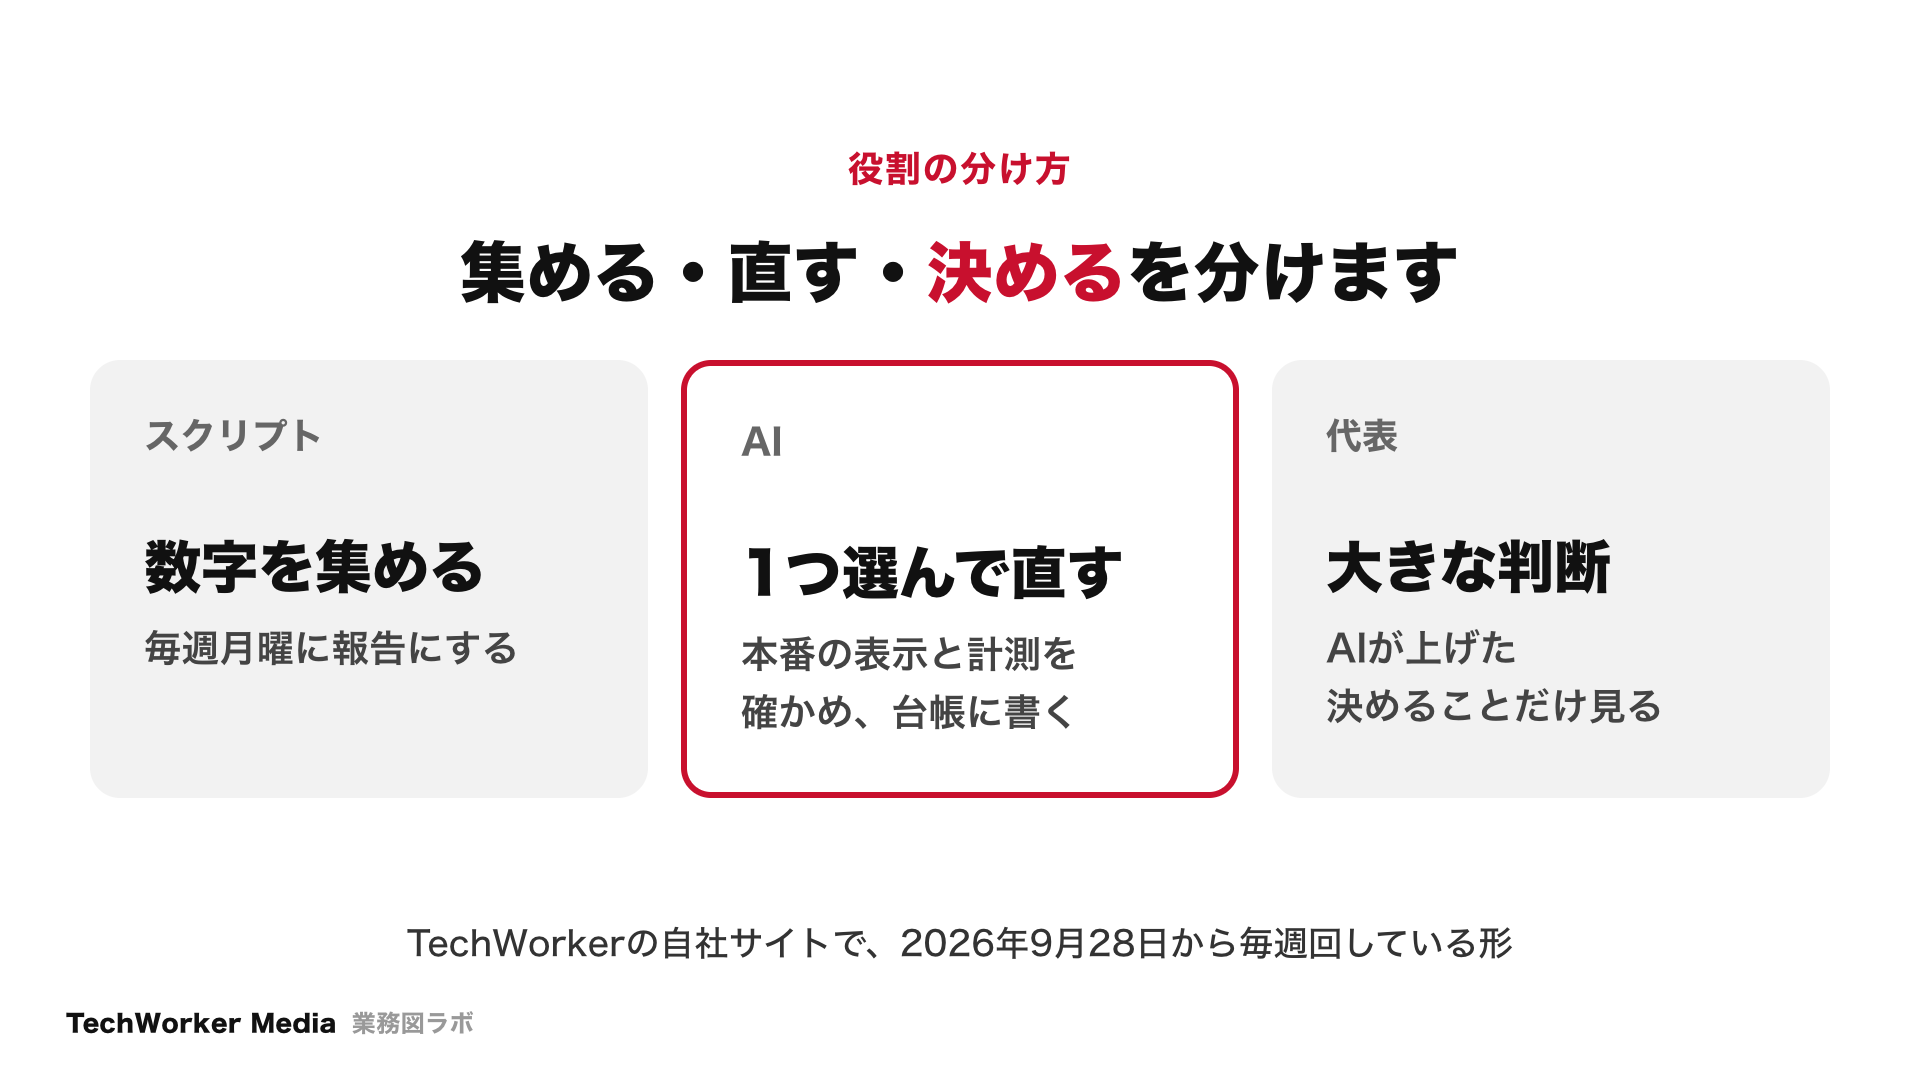 役割の分け方
集める・直す・決めるを分けます
スクリプト
数字を集める
毎週月曜に報告にする
AI
1つ選んで直す
本番の表示と計測を
確かめ、台帳に書く
代表
大きな判断
AIが上げた
決めることだけ見る
TechWorkerの自社サイトで、2026年9月28日から毎週回している形
TechWorker Media 業務図ラボ